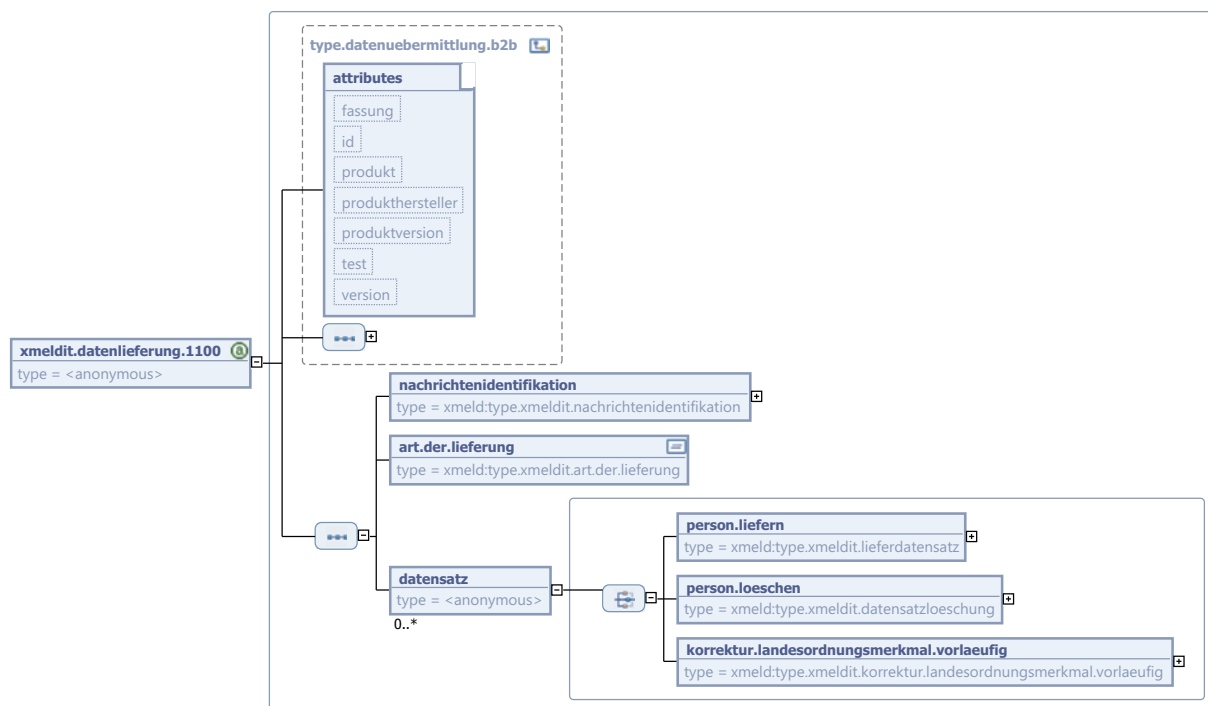 type.datenuebermittlung.b2b
attributes
fassung
id
produkt
produkthersteller
produktversion
test
version
xmeldit.datenlieferung.1100
type = <anonymous>
nachrichtenidentifikation
type = xmeld:type.xmeldit.nachrichtenidentifikation
art.der.lieferung
type = xmeld:type.xmeldit.art.der.lieferung
datensatz
type = <anonymous>
0..*
person.liefern
type = xmeld:type.xmeldit.lieferdatensatz
person.loeschen
type = xmeld:type.xmeldit.datensatzloeschung
korrektur.landesordnungsmerkmal.vorlaeufig
type = xmeld:type.xmeldit.korrektur.landesordnungsmerkmal.vorlaeufig